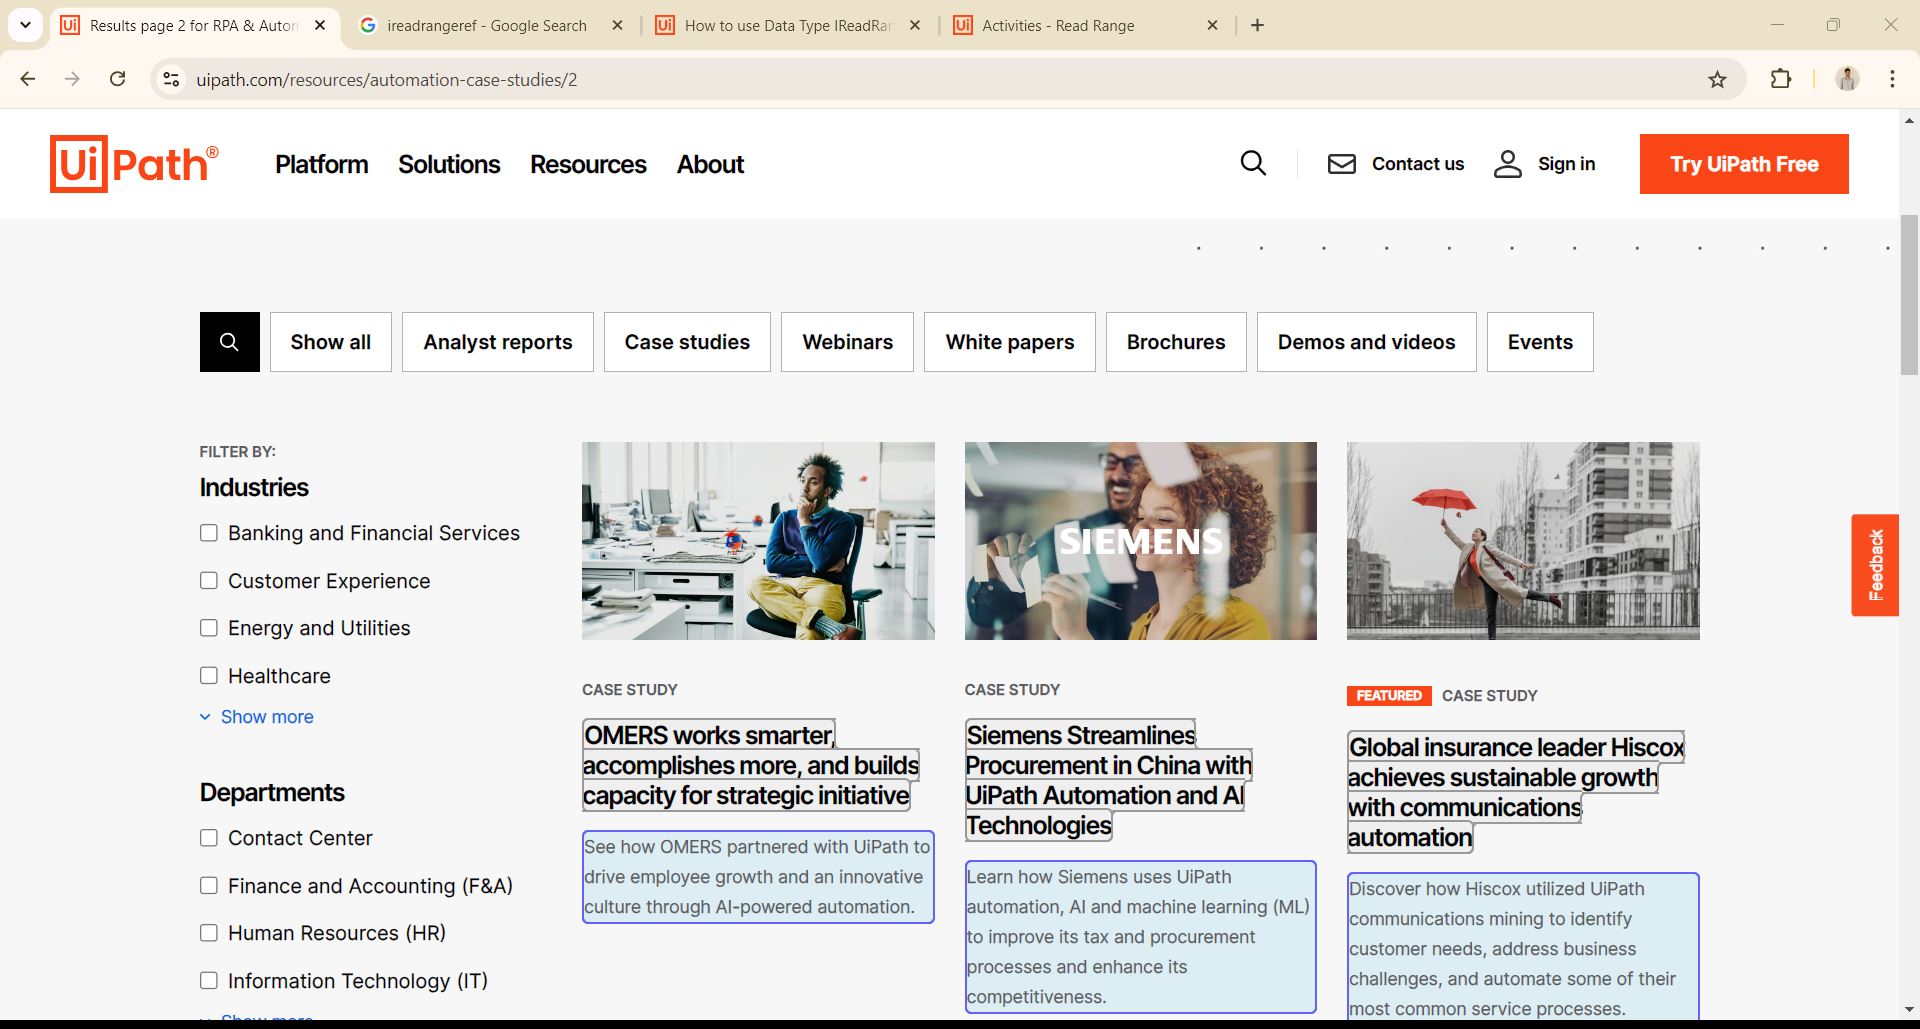 Results page 2 for RPA & Autom
ireadrangeref - Google Search
How to use Data Type IReadRan
Activities - Read Range
uipath.com/resources/automation-case-studies/2
UiPath®
Platform
Solutions
Resources
About
Contact us
Sign in
Try UiPath Free
Show all
Analyst reports
Case studies
Webinars
White papers
Brochures
Demos and videos
Events
FILTER BY:
Industries
Banking and Financial Services
Customer Experience
Energy and Utilities
Healthcare
Show more
Departments
Contact Center
Finance and Accounting (F&A)
Human Resources (HR)
Information Technology (IT)
Show more
CASE STUDY
OMERS works smarter,
accomplishes more, and builds
capacity for strategic initiative
See how OMERS partnered with UiPath to
drive employee growth and an innovative
culture through AI-powered automation.
SIEMENS
CASE STUDY
Siemens Streamlines
Procurement in China with
UiPath Automation and AI
Technologies
Learn how Siemens uses UiPath
automation, AI and machine learning (ML)
to improve its tax and procurement
processes and enhance its
competitiveness.
FEATURED CASE STUDY
Global insurance leader Hiscox
achieves sustainable growth
with communications
automation
Discover how Hiscox utilized UiPath
communications mining to identify
customer needs, address business
challenges, and automate some of their
most common service processes.
Feedback